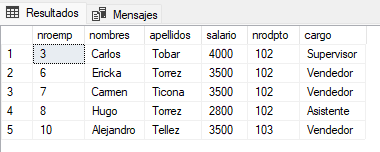 Resultados Mensajes
nroemp nombres apellidos salario nrodpto cargo
1 3 Carlos Tobar 4000 102 Supervisor
2 6 Ericka Torrez 3500 102 Vendedor
3 7 Carmen Ticona 3500 102 Vendedor
4 8 Hugo Torrez 2800 102 Asistente
5 10 Alejandro Tellez 3500 103 Vendedor